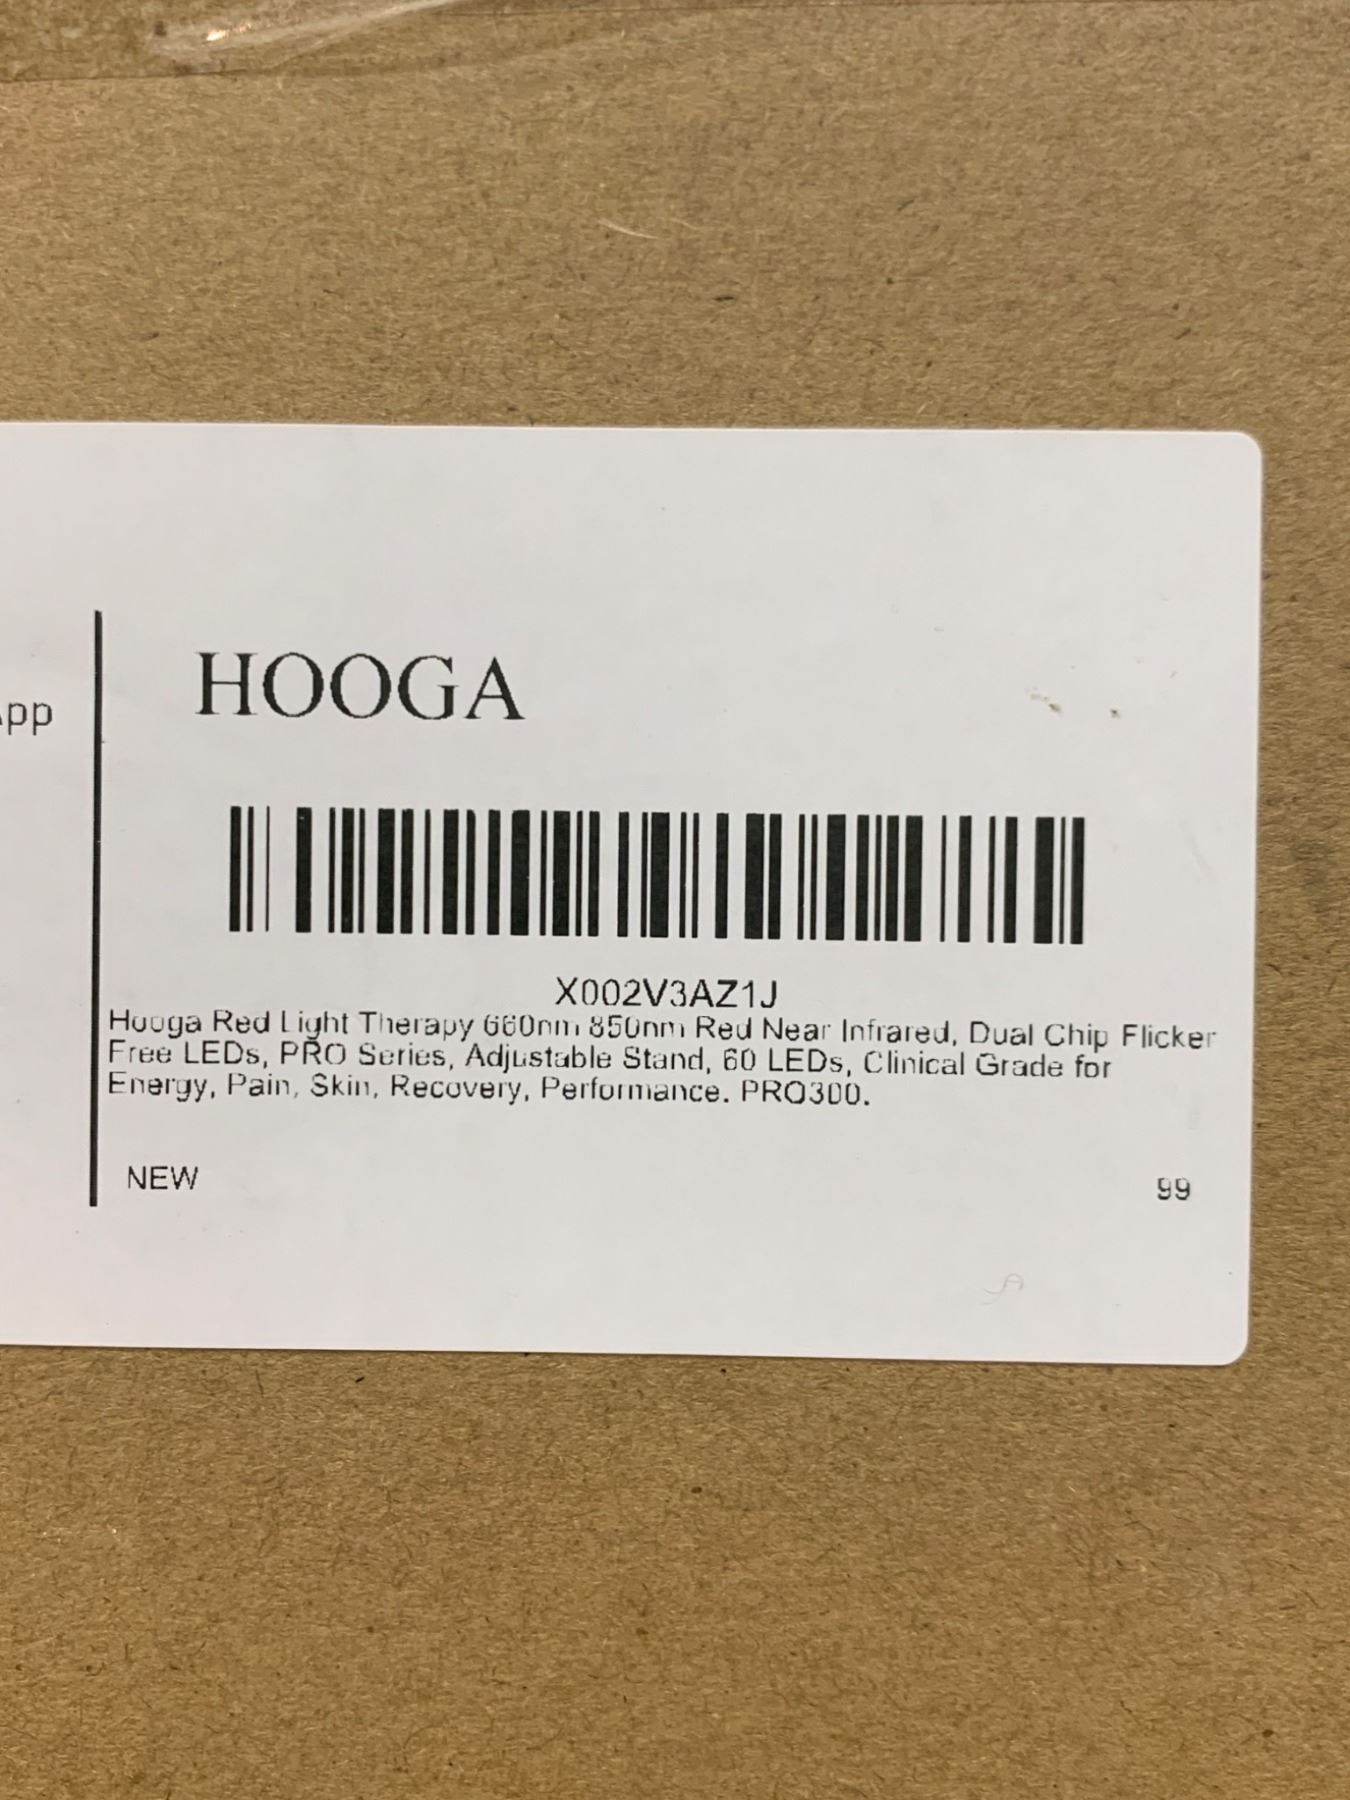 HOOGA
App
X002V3AZ1J
Hooga Red Light Therapy 660nm 850nm Red Near Infrared, Dual Chip Flicker
Free LEDs, PRO Series, Adjustable Stand, 60 LEDs, Clinical Grade for
Energy, Pain, Skin, Recovery, Performance. PRO300.
NEW
99